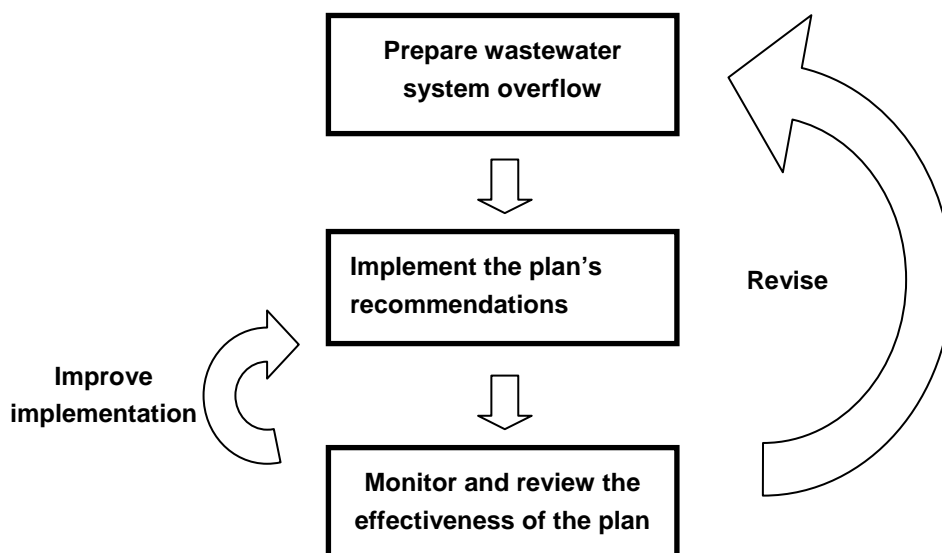 Prepare wastewater
system overflow
Implement the plan’s
recommendations
Revise
Improve
implementation
Monitor and review the
effectiveness of the plan